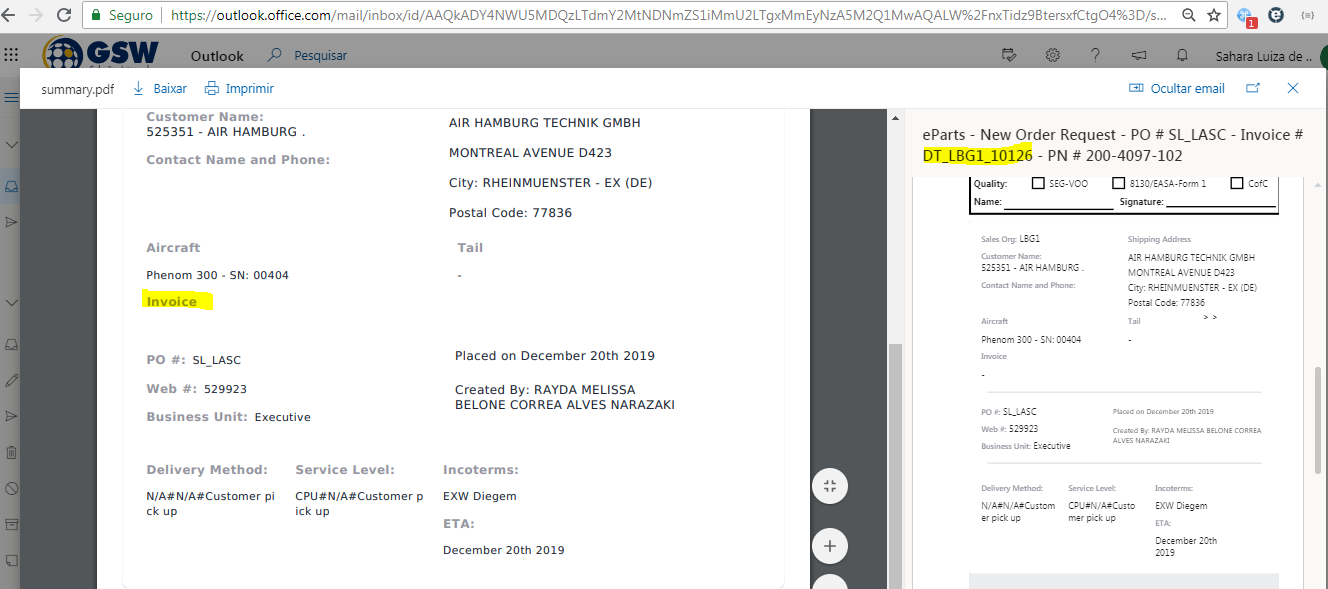 Seguro
https://outlook.office.com/mail/inbox/id/AAQkADY4NWU5MDQzLTdmY2MtNDNmZS1iMmU2LTgxMmEyNzA5M2Q1MwAQALW%2FnxTidz9BtersxfCtgO4%3D/s...
1
GSW
Outlook
Pesquisar
Sahara Luiza de ..
summary.pdf
Baixar
Imprimir
Ocultar email
Customer Name:
525351 - AIR HAMBURG .
Contact Name and Phone:
AIR HAMBURG TECHNIK GMBH
MONTREAL AVENUE D423
City: RHEINMUENSTER - EX (DE)
Postal Code: 77836
Aircraft
Tail
Phenom 300 - SN: 00404
-
Invoice
PO #: SL_LASC
Placed on December 20th 2019
Web #: 529923
Created By: RAYDA MELISSA
BELONE CORREA ALVES NARAZAKI
Business Unit: Executive
Delivery Method:
Service Level:
Incoterms:
N/A#N/A#Customer pi
ck up
CPU#N/A#Customer p
ick up
EXW Diegem
ETA:
December 20th 2019
eParts - New Order Request - PO # SL_LASC - Invoice #
DT_LBG1_10126 - PN # 200-4097-102
Quality:
SEG-VOO
8130/EASA-Form 1
CofC
Name:
Signature:
Sales Org: LBG1
Shipping Address
Customer Name:
525351 - AIR HAMBURG .
Contact Name and Phone:
AIR HAMBURG TECHNIK GMBH
MONTREAL AVENUE D423
City: RHEINMUENSTER - EX (DE)
Postal Code: 77836
> >
Aircraft
Tail
Phenom 300 - SN: 00404
-
Invoice
-
PO #: SL_LASC
Placed on December 20th 2019
Web #: 529923
Created By: RAYDA MELISSA BELONE CORREA
ALVES NARAZAKI
Business Unit: Executive
Delivery Method:
Service Level:
Incoterms:
N/A#N/A#Custom
er pick up
CPU#N/A#Custo
mer pick up
EXW Diegem
ETA:
December 20th
2019